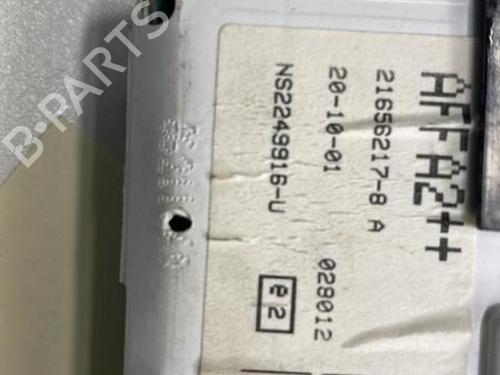 AFFA2++
21656217-8 A
20-10-01 028012
NS2249916-U
e2
B-PARTS